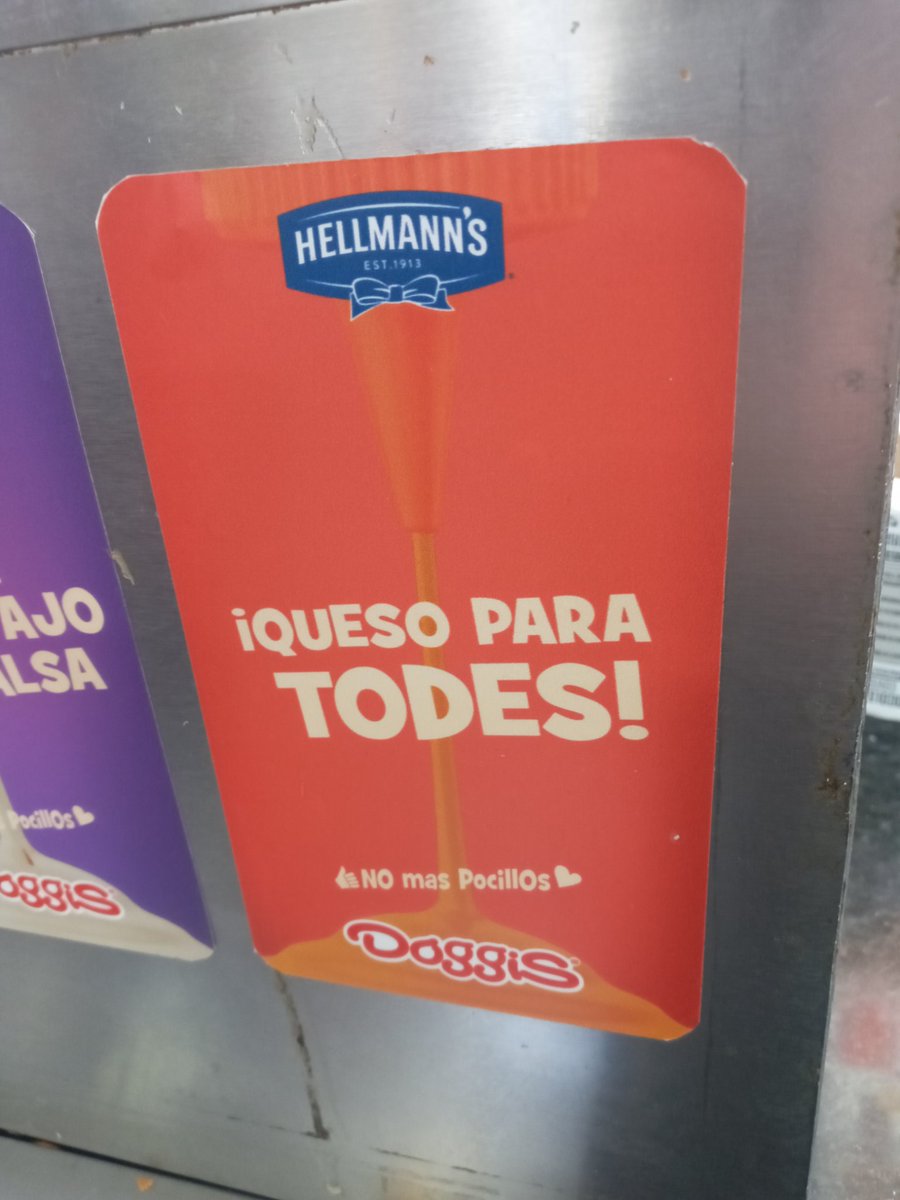 HELLMANN'S
EST. 1913
¡QUESO PARA
TODES!
NO mas PocillOs
Doggis
AJO
ALSA
PocillOs
Doggis